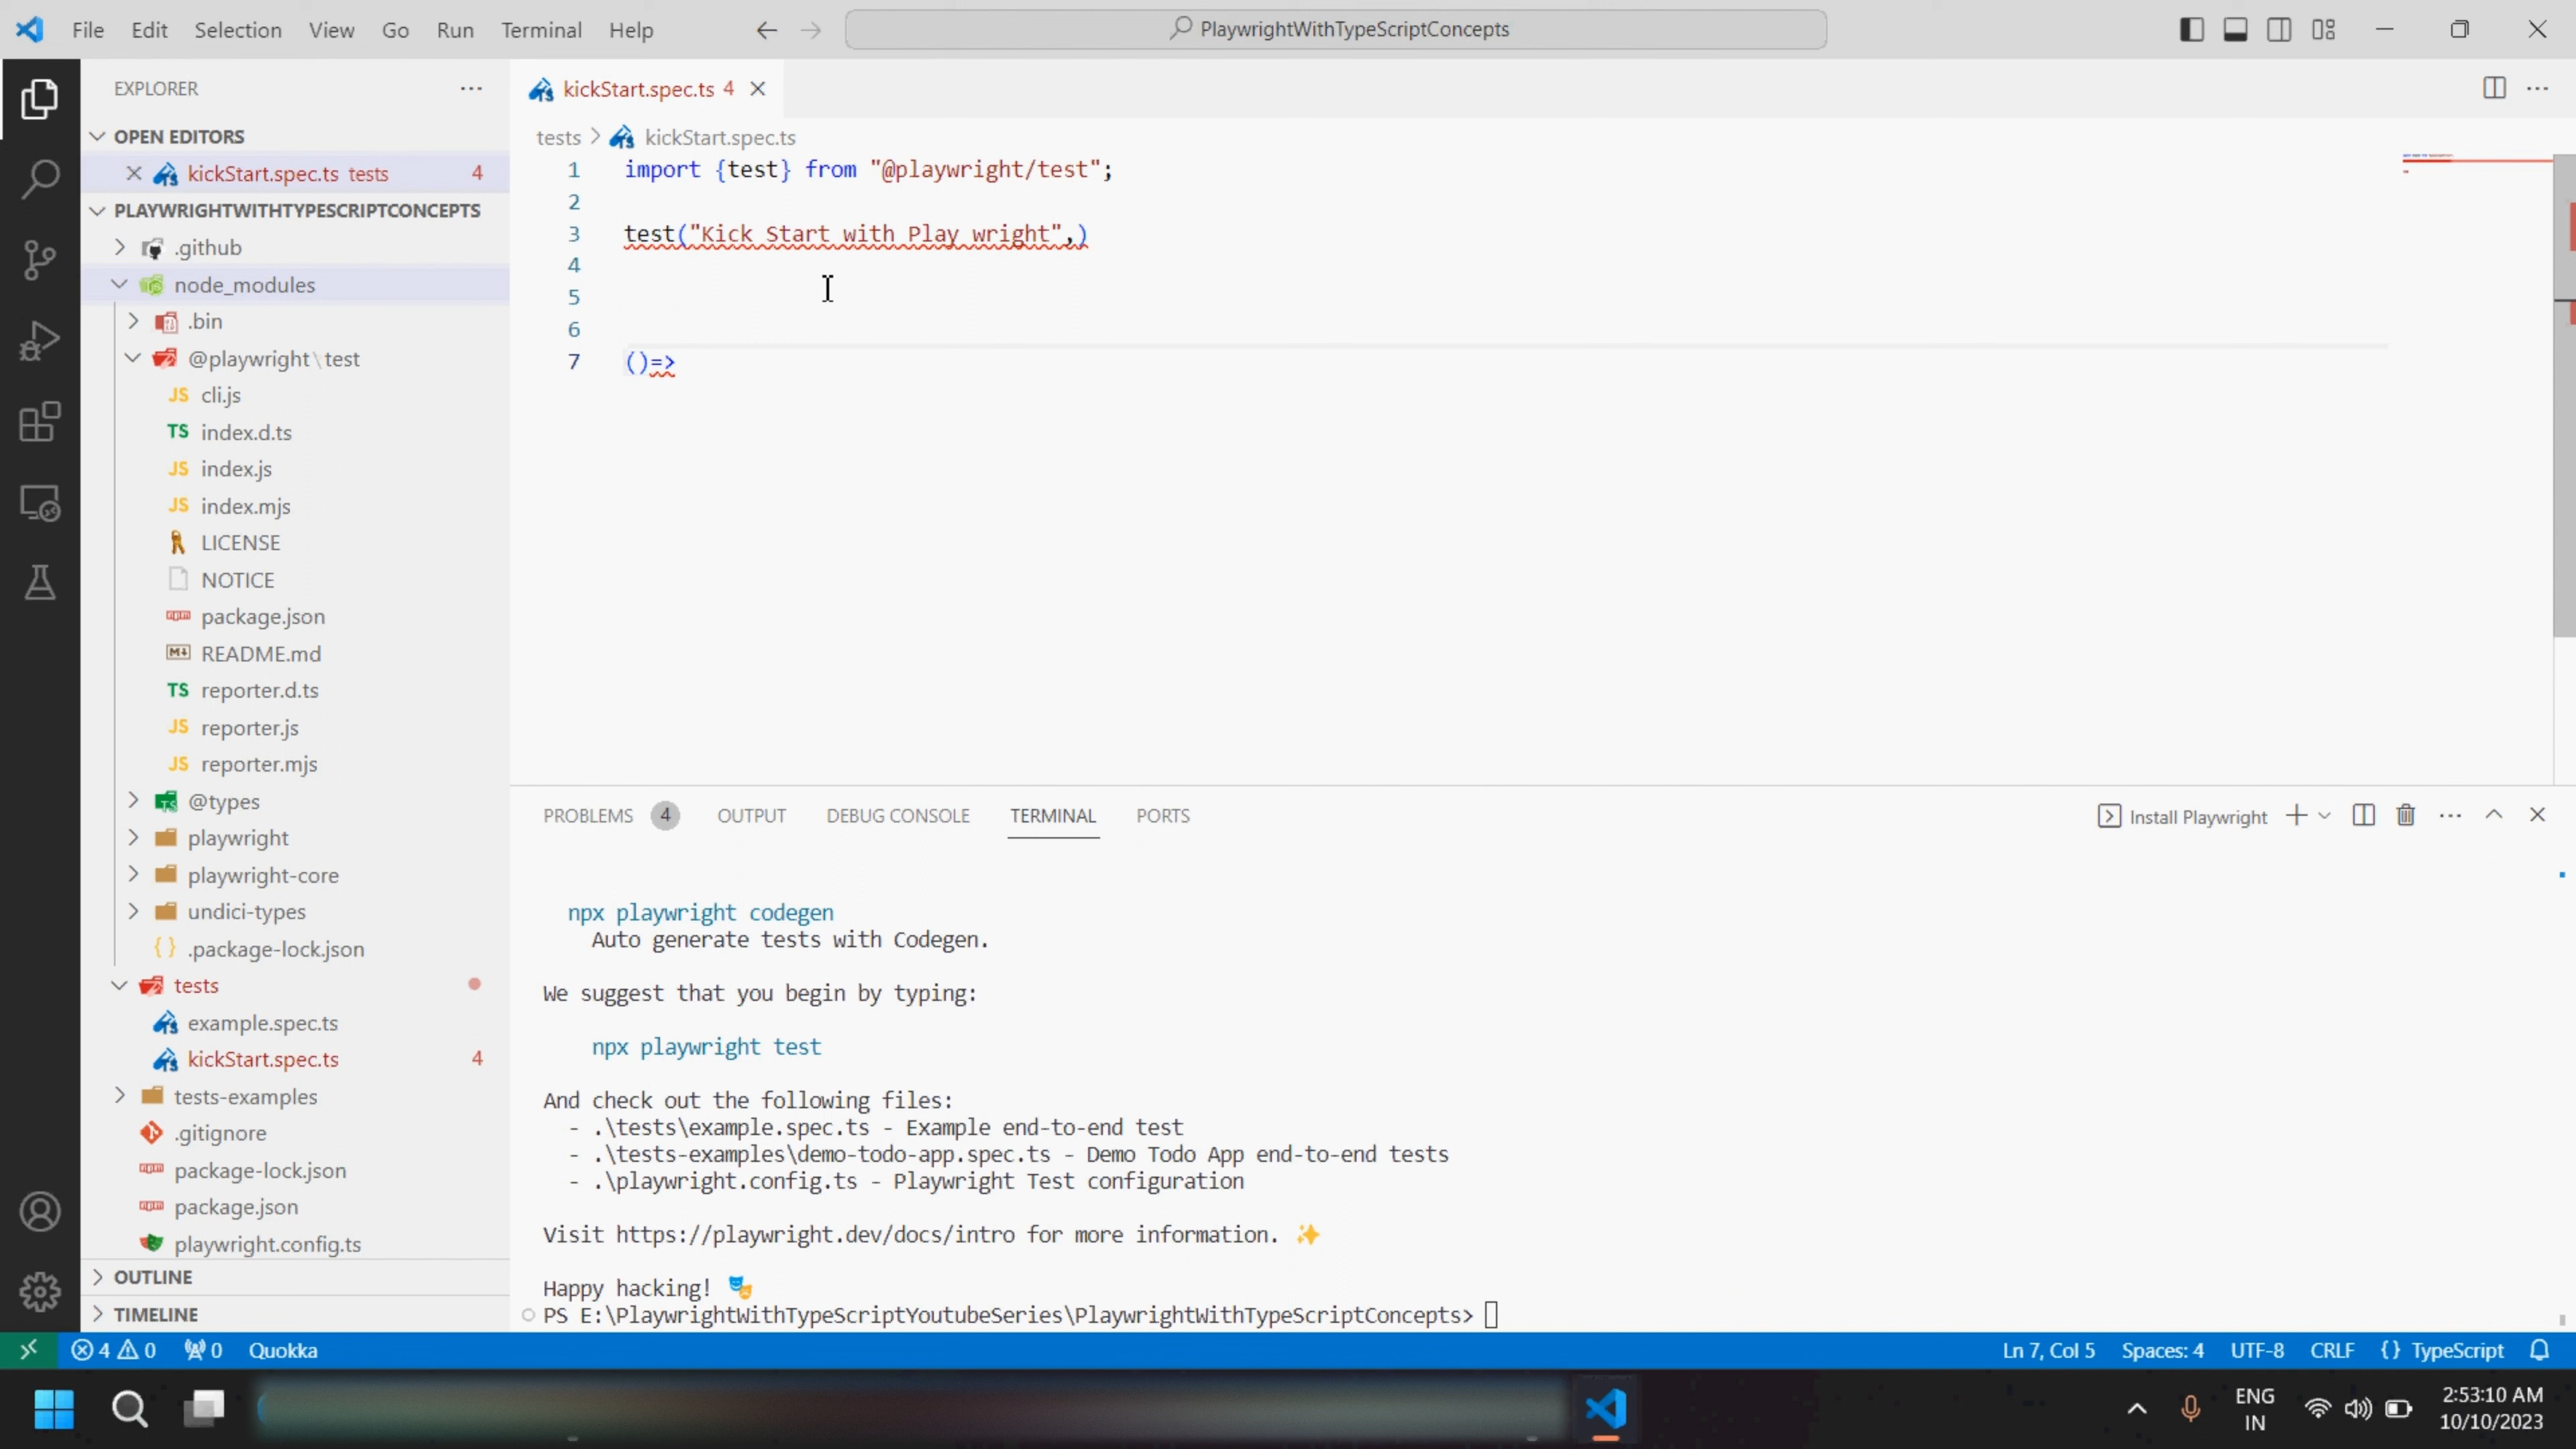 File Edit Selection View Go Run Terminal Help
PlaywrightWithTypeScriptConcepts
EXPLORER
OPEN EDITORS
kickStart.spec.ts tests 4
PLAYWRIGHTWITHTYPESCRIPTCONCEPTS
.github
node_modules
.bin
@playwright\test
JS cli.js
TS index.d.ts
JS index.js
JS index.mjs
LICENSE
NOTICE
package.json
README.md
TS reporter.d.ts
JS reporter.js
JS reporter.mjs
@types
playwright
playwright-core
undici-types
{} .package-lock.json
tests
example.spec.ts
kickStart.spec.ts 4
tests-examples
.gitignore
package-lock.json
package.json
playwright.config.ts
OUTLINE
TIMELINE
kickStart.spec.ts 4
tests > kickStart.spec.ts
1 import {test} from "@playwright/test";
2
3 test("Kick Start with Play wright",)
4
5
6
7 ()=>
PROBLEMS 4 OUTPUT DEBUG CONSOLE TERMINAL PORTS
Install Playwright
npx playwright codegen
Auto generate tests with Codegen.
We suggest that you begin by typing:
npx playwright test
And check out the following files:
- .\tests\example.spec.ts - Example end-to-end test
- .\tests-examples\demo-todo-app.spec.ts - Demo Todo App end-to-end tests
- .\playwright.config.ts - Playwright Test configuration
Visit https://playwright.dev/docs/intro for more information. ✨
Happy hacking! 🎭
PS E:\PlaywrightWithTypeScriptYoutubeSeries\PlaywrightWithTypeScriptConcepts>
4 0 0 Quokka
Ln 7, Col 5 Spaces: 4 UTF-8 CRLF {} TypeScript
ENG
IN
2:53:10 AM
10/10/2023